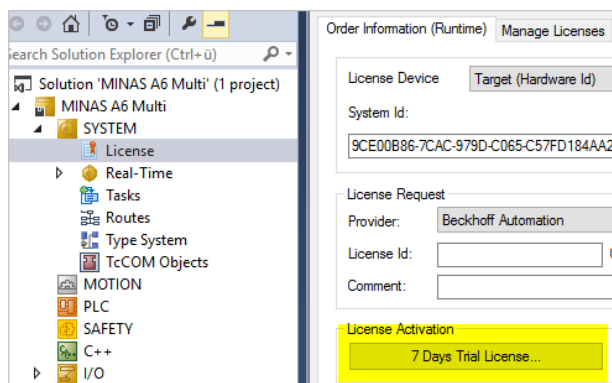 Search Solution Explorer (Ctrl+ü)
Solution 'MINAS A6 Multi' (1 project)
MINAS A6 Multi
SYSTEM
License
Real-Time
Tasks
Routes
Type System
TcCOM Objects
MOTION
PLC
SAFETY
C++
I/O
Order Information (Runtime) Manage Licenses
License Device Target (Hardware Id)
System Id:
9CE00B86-7CAC-979D-C065-C57FD184AA2
License Request
Provider: Beckhoff Automation
License Id:
Comment:
License Activation
7 Days Trial License...